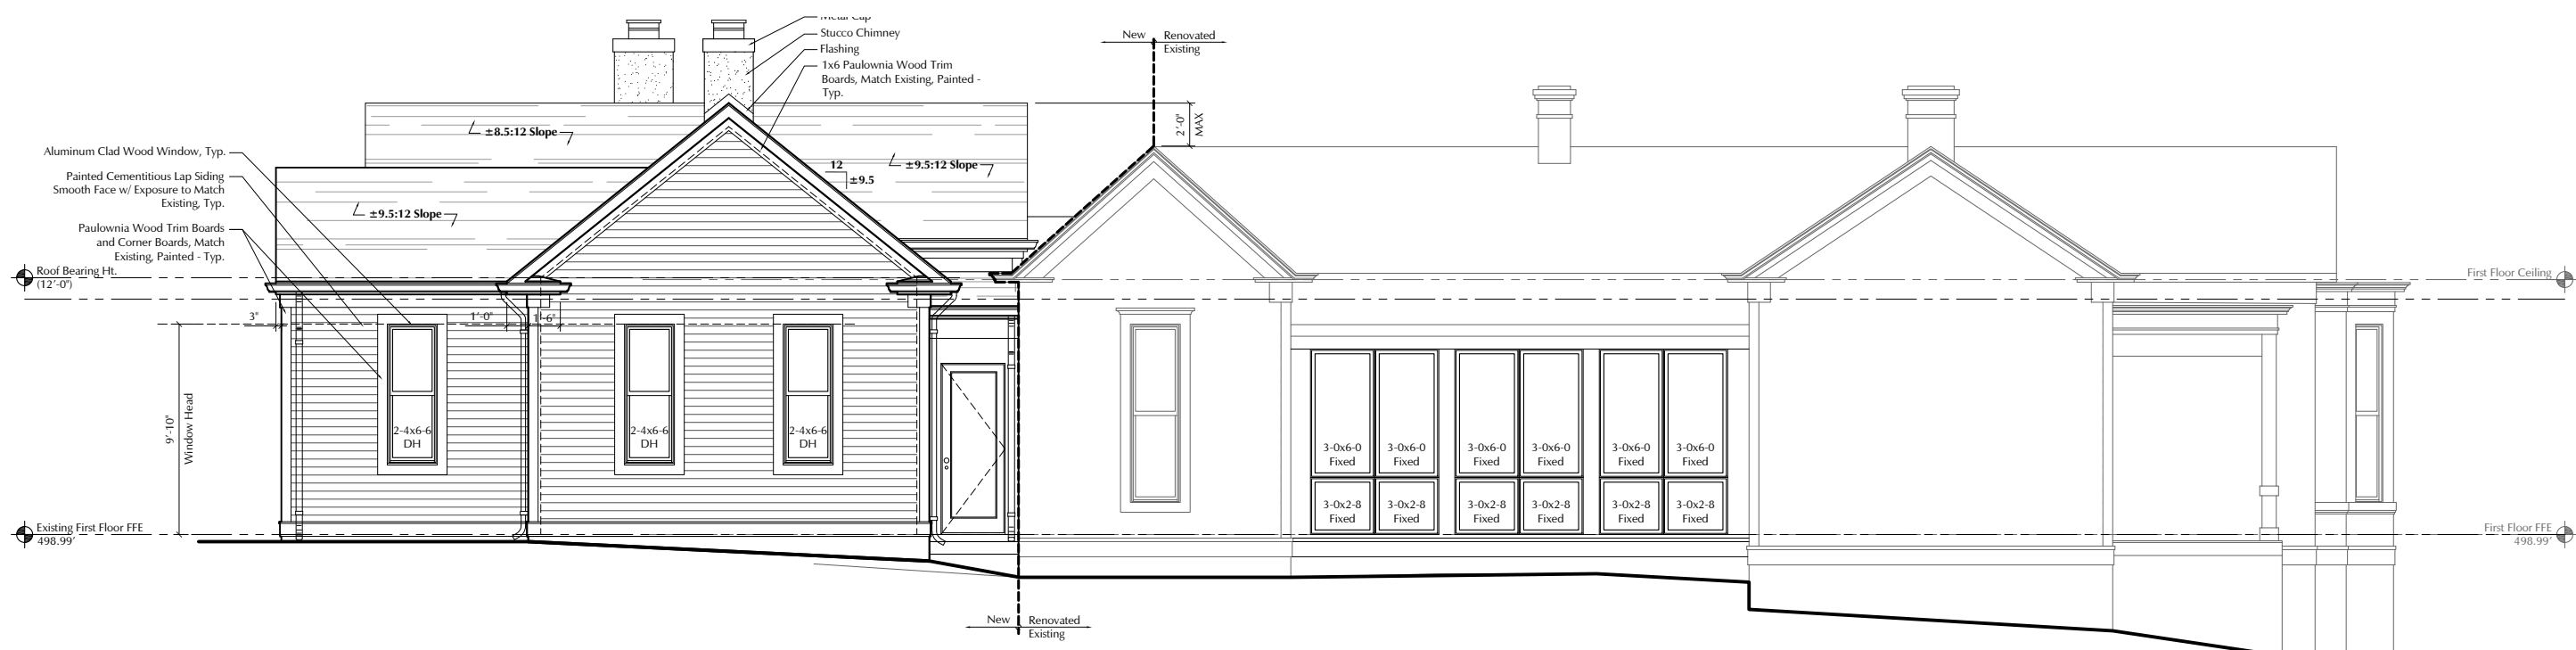 Metal Cap
Stucco Chimney
Flashing
1x6 Paulownia Wood Trim
Boards, Match Existing, Painted -
Typ.
New
Renovated
Existing
±8.5:12 Slope
2'-0"
MAX
Aluminum Clad Wood Window, Typ.
12
±9.5
±9.5:12 Slope
Painted Cementitious Lap Siding
Smooth Face w/ Exposure to Match
Existing, Typ.
±9.5:12 Slope
Paulownia Wood Trim Boards
and Corner Boards, Match
Existing, Painted - Typ.
Roof Bearing Ht.
(12'-0")
First Floor Ceiling
3"
1'-0"
1'-6"
9'-10"
Window Head
2-4x6-6
DH
2-4x6-6
DH
2-4x6-6
DH
3-0x6-0
Fixed
3-0x6-0
Fixed
3-0x6-0
Fixed
3-0x6-0
Fixed
3-0x6-0
Fixed
3-0x6-0
Fixed
3-0x2-8
Fixed
3-0x2-8
Fixed
3-0x2-8
Fixed
3-0x2-8
Fixed
3-0x2-8
Fixed
3-0x2-8
Fixed
Existing First Floor FFE
498.99'
First Floor FFE
498.99'
New
Renovated
Existing